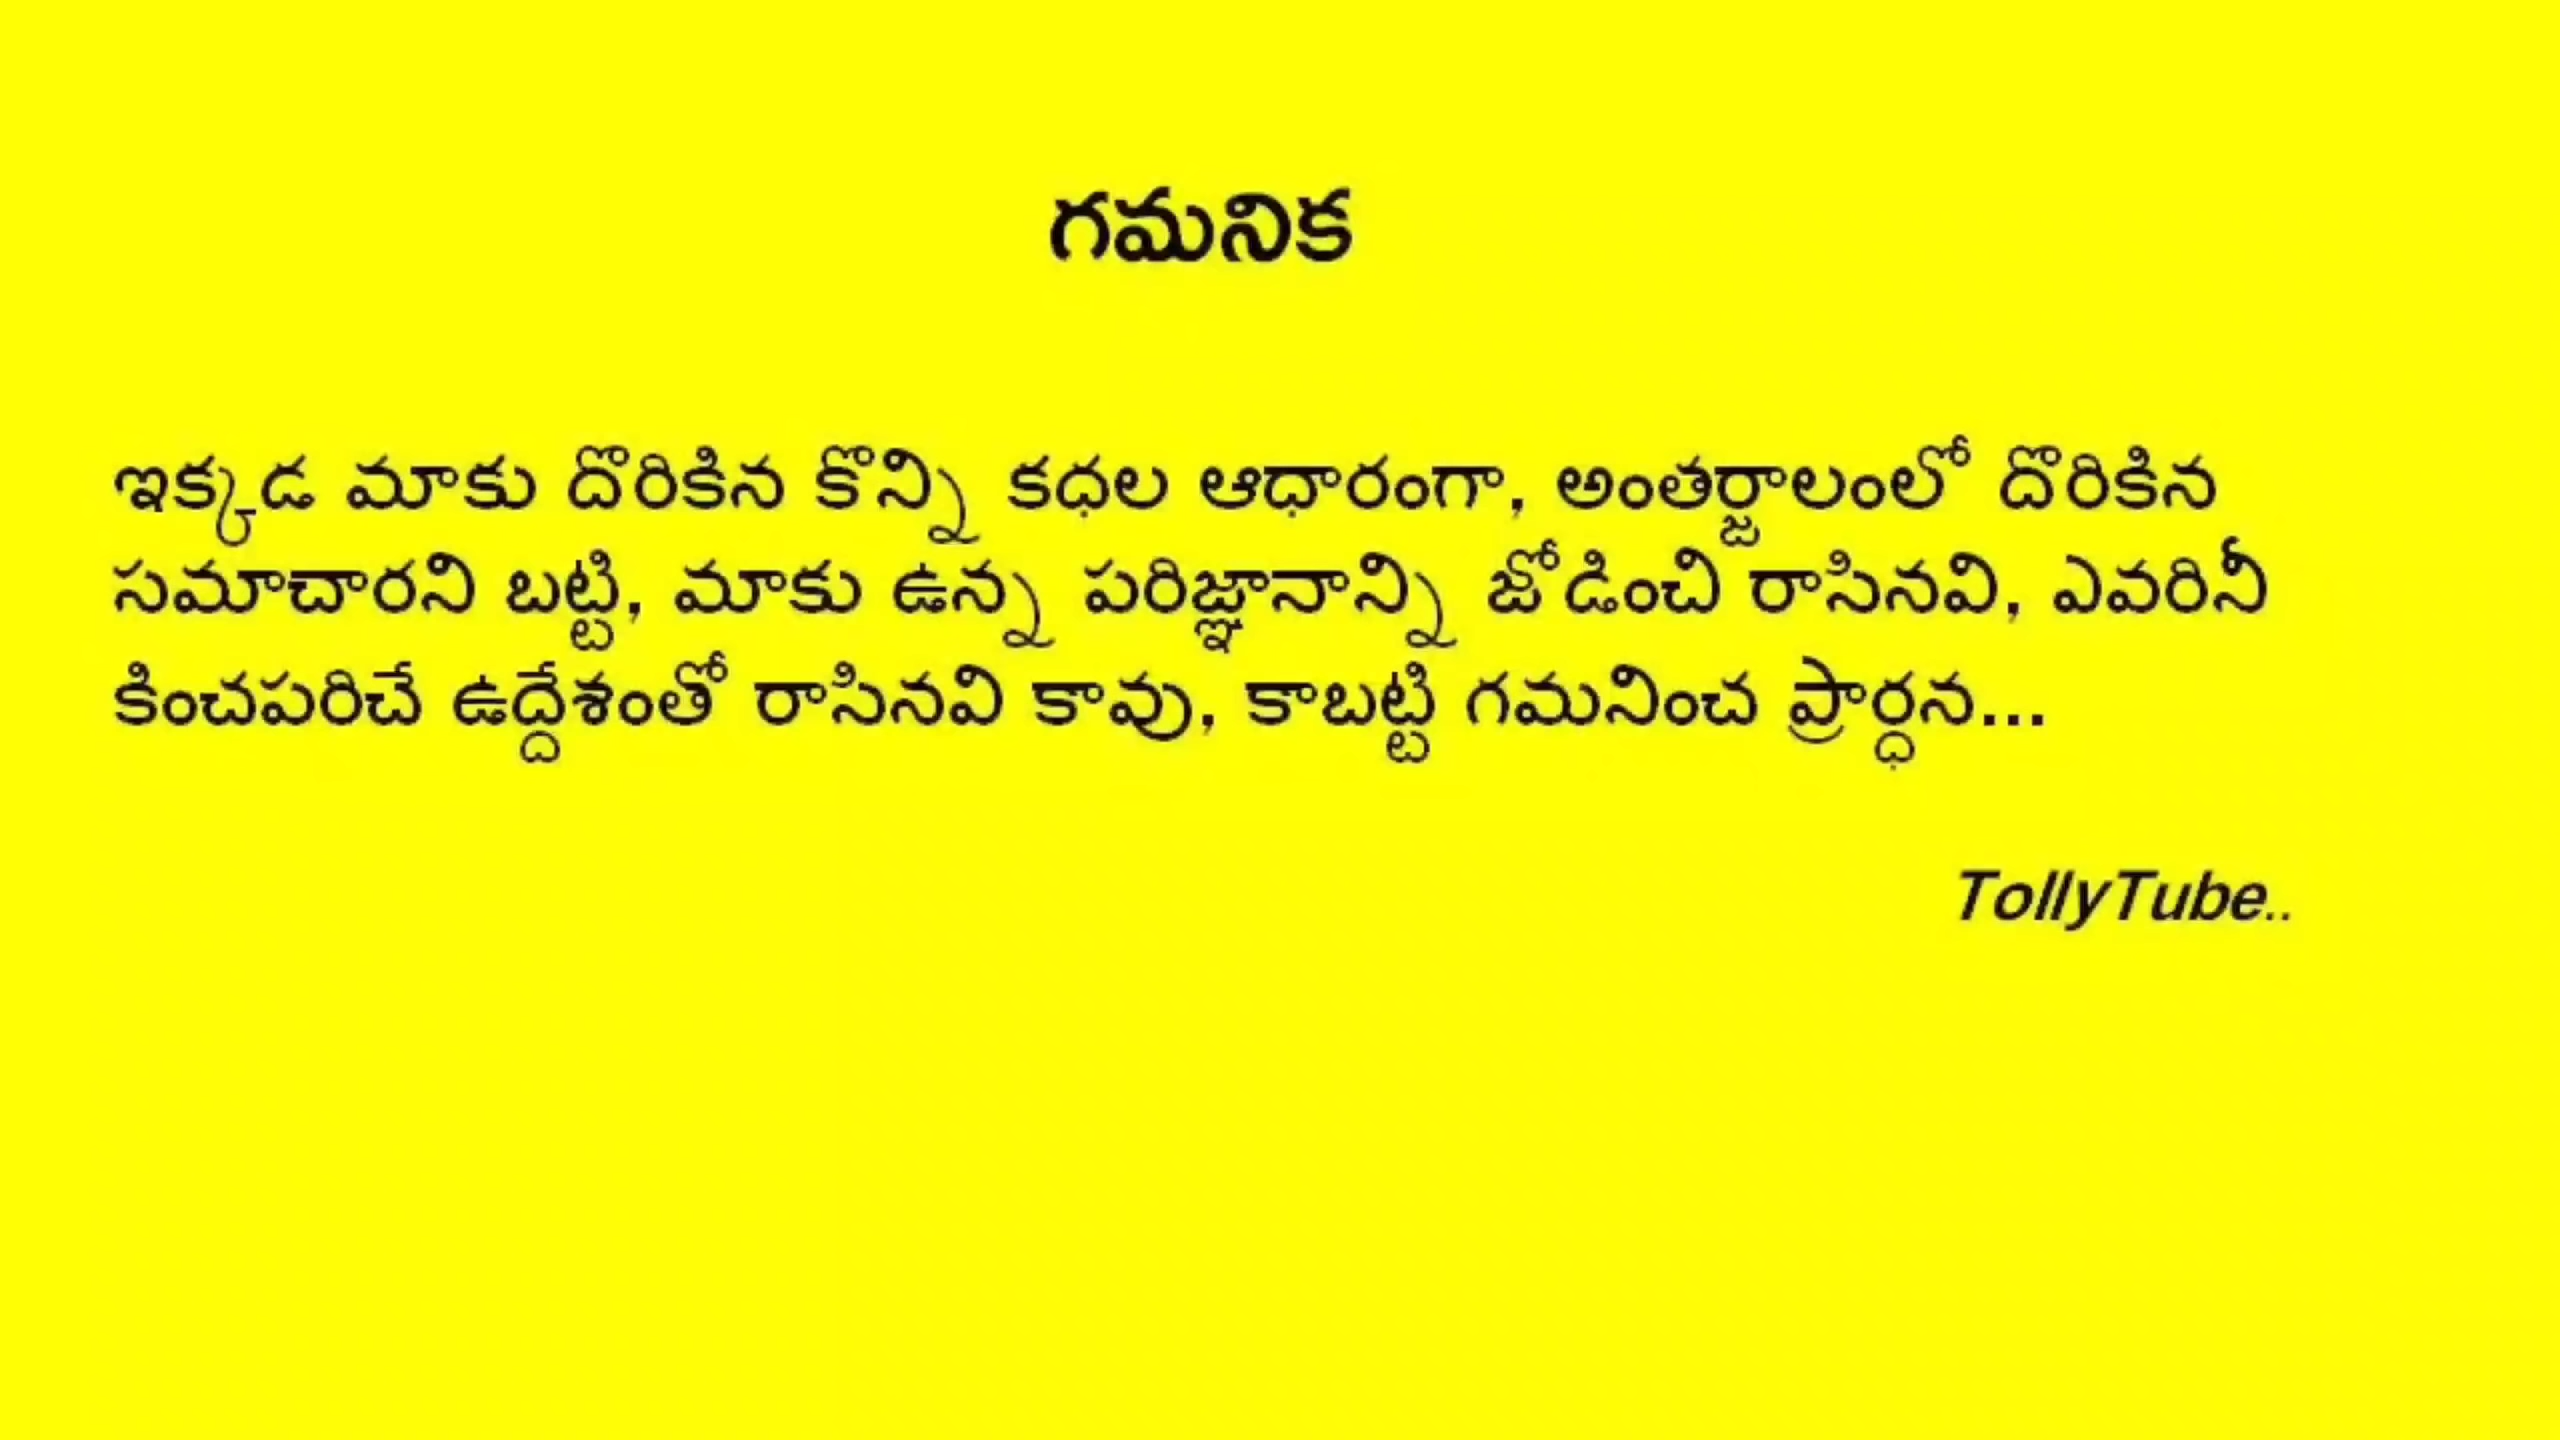 గమనిక
ఇక్కడ మాకు దొరికిన కొన్ని కధల ఆధారంగా, అంతర్జాలంలో దొరికిన
సమాచారని బట్టి, మాకు ఉన్న పరిజ్ఞానాన్ని జోడించి రాసినవి, ఎవరినీ
కించపరిచే ఉద్దేశంతో రాసినవి కావు, కాబట్టి గమనించ ప్రార్ధన...
TollyTube..